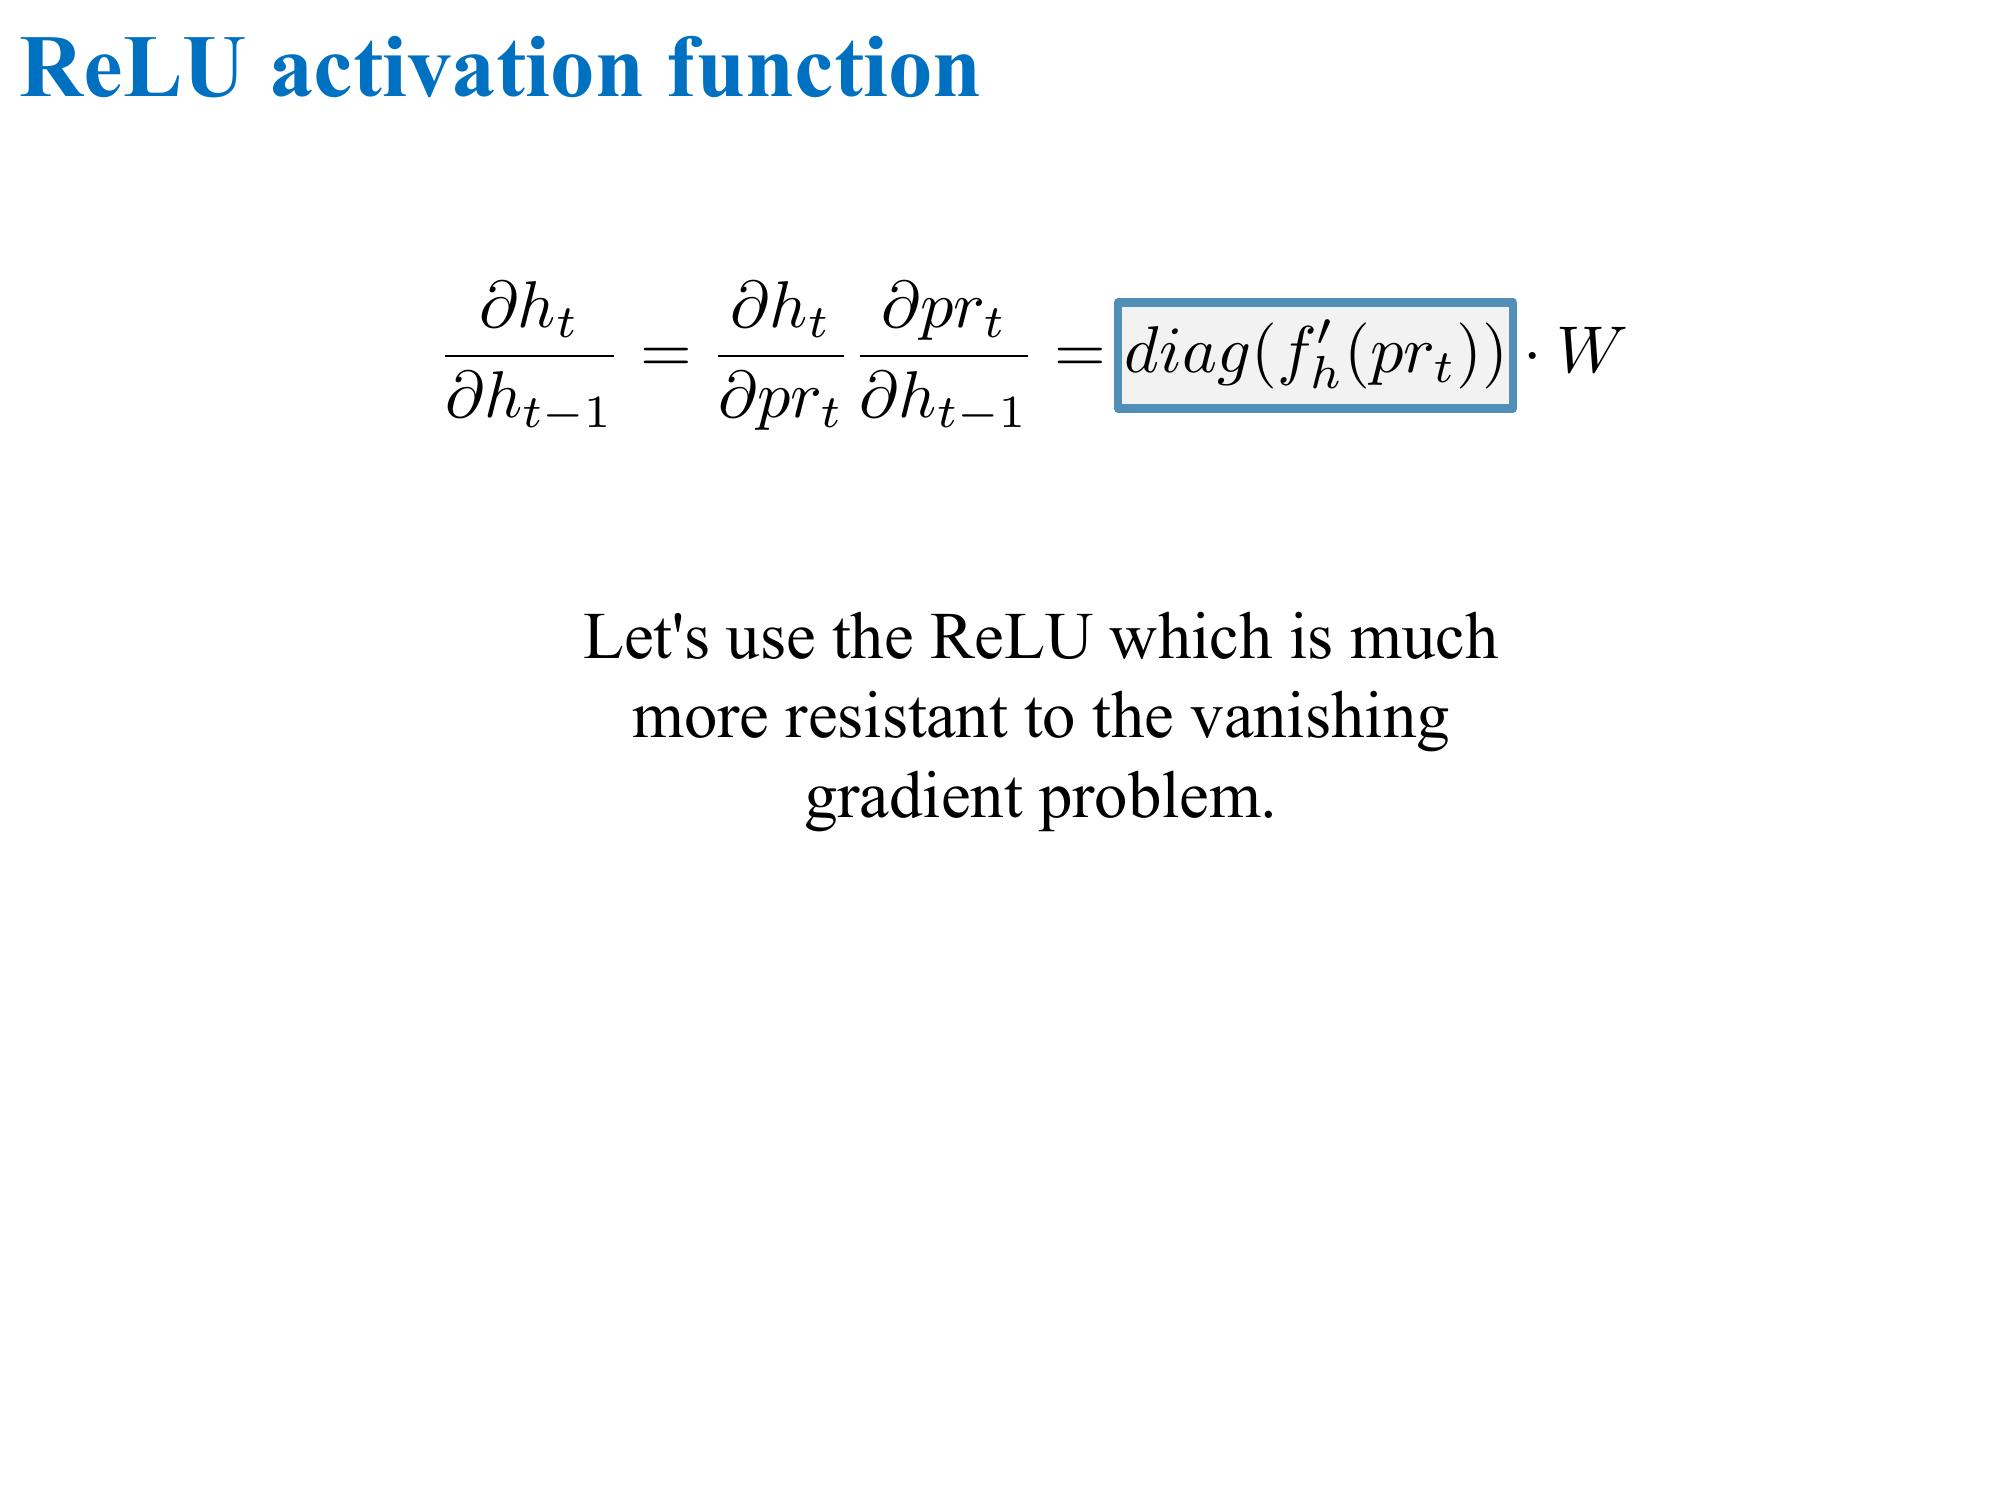 ReLU activation function
\frac{\partial h_t}{\partial h_{t-1}} = \frac{\partial h_t}{\partial pr_t} \frac{\partial pr_t}{\partial h_{t-1}} = diag(f'_h(pr_t)) \cdot W
Let's use the ReLU which is much
more resistant to the vanishing
gradient problem.